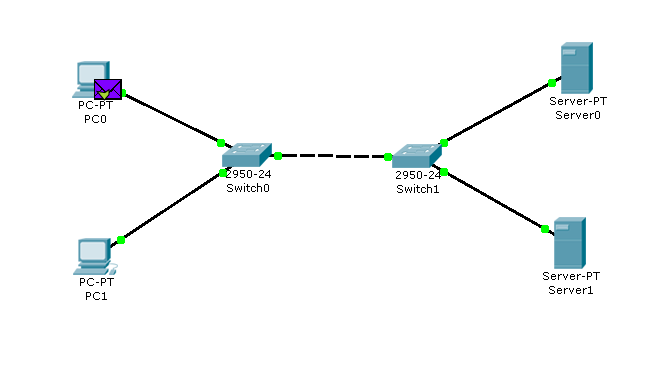 PC-PT
PC0
Server-PT
Server0
2950-24
Switch0
2950-24
Switch1
PC-PT
PC1
Server-PT
Server1